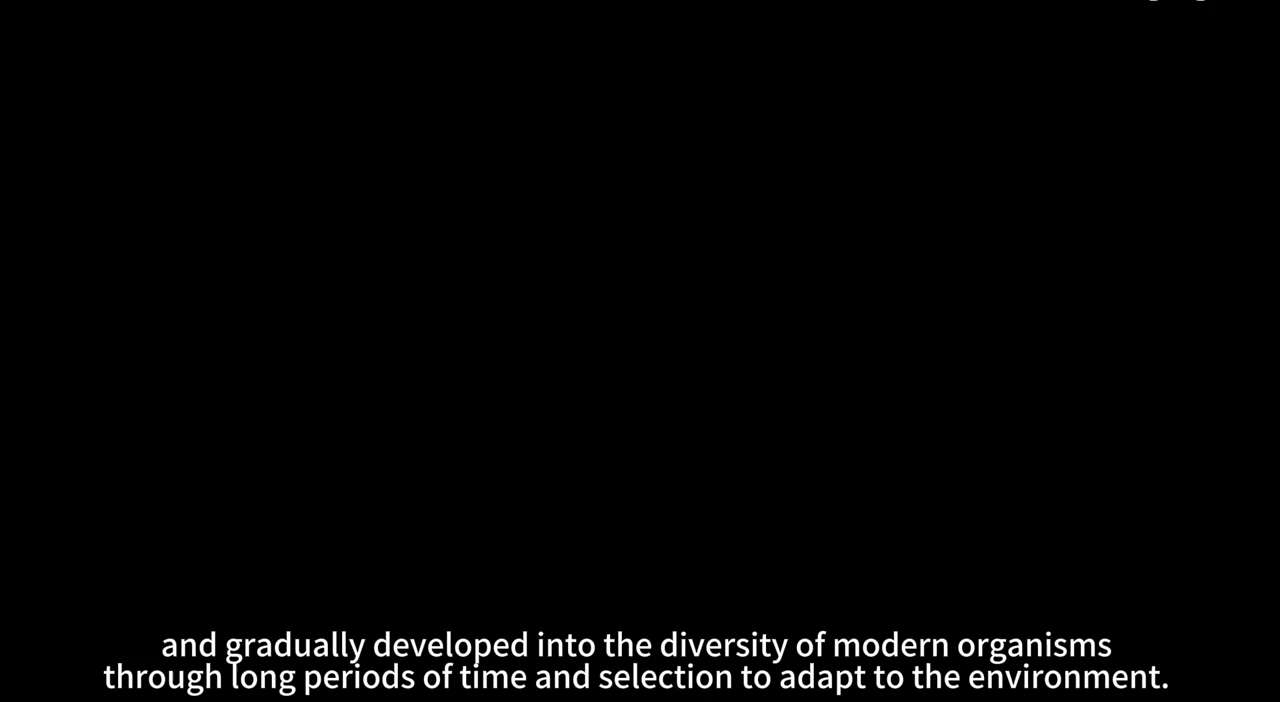 and gradually developed into the diversity of modern organisms
through long periods of time and selection to adapt to the environment.